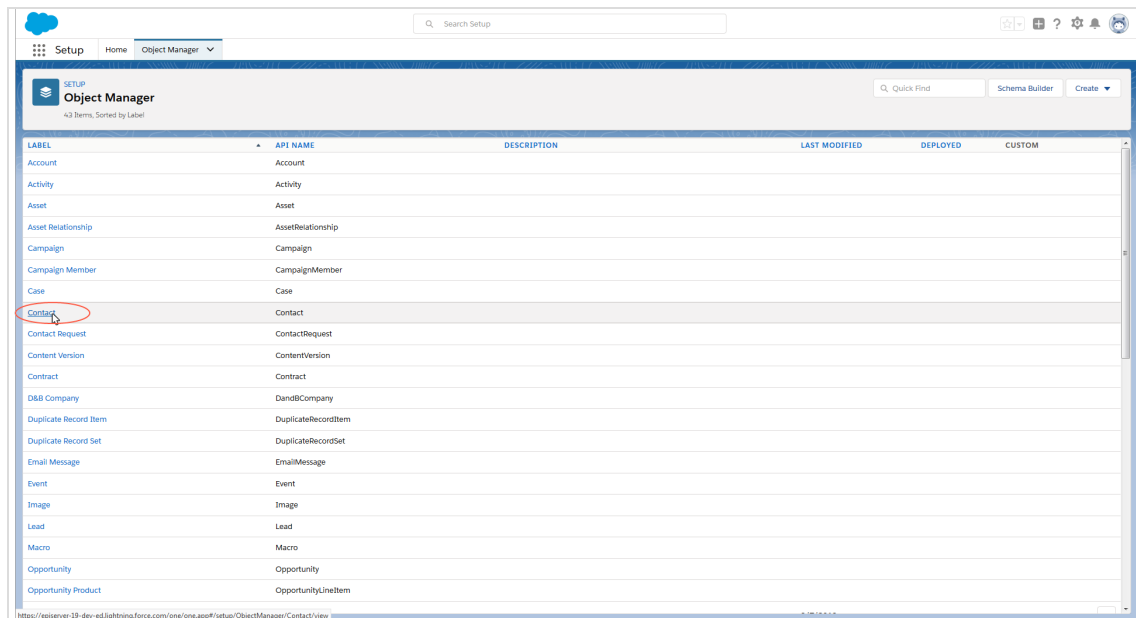 Search Setup
Setup Home Object Manager
SETUP
Object Manager
43 Items, Sorted by Label
Quick Find Schema Builder Create
LABEL API NAME DESCRIPTION LAST MODIFIED DEPLOYED CUSTOM
Account Account
Activity Activity
Asset Asset
Asset Relationship AssetRelationship
Campaign Campaign
Campaign Member CampaignMember
Case Case
Contact Contact
Contact Request ContactRequest
Content Version ContentVersion
Contract Contract
D&B Company DandBCompany
Duplicate Record Item DuplicateRecordItem
Duplicate Record Set DuplicateRecordSet
Email Message EmailMessage
Event Event
Image Image
Lead Lead
Macro Macro
Opportunity Opportunity
Opportunity Product OpportunityLineItem
https://episerver-19-dev-ed.lightning.force.com/one/one.app#/setup/ObjectManager/Contact/view